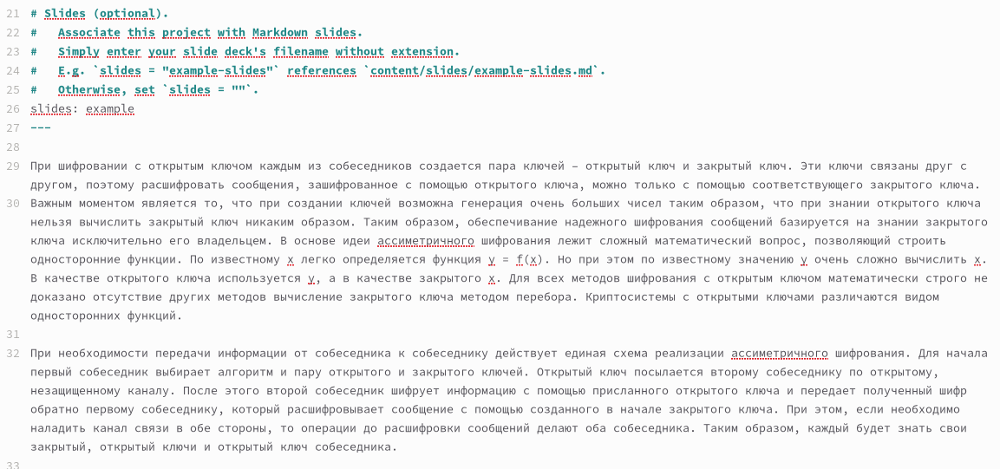 21 # Slides (optional).
22 #   Associate this project with Markdown slides.
23 #   Simply enter your slide deck's filename without extension.
24 #   E.g. `slides = "example-slides"` references `content/slides/example-slides.md`.
25 #   Otherwise, set `slides = ""`.
26 slides: example
27 ---
28
29 При шифровании с открытым ключом каждым из собеседников создается пара ключей – открытый ключ и закрытый ключ. Эти ключи связаны друг с
другом, поэтому расшифровать сообщения, зашифрованное с помощью открытого ключа, можно только с помощью соответствующего закрытого ключа.
30 Важным моментом является то, что при создании ключей возможна генерация очень больших чисел таким образом, что при знании открытого ключа
нельзя вычислить закрытый ключ никаким образом. Таким образом, обеспечивание надежного шифрования сообщений базируется на знании закрытого
ключа исключительно его владельцем. В основе идеи ассиметричного шифрования лежит сложный математический вопрос, позволяющий строить
односторонние функции. По известному x легко определяется функция y = f(x). Но при этом по известному значению y очень сложно вычислить x.
В качестве открытого ключа используется y, а в качестве закрытого x. Для всех методов шифрования с открытым ключом математически строго не
доказано отсутствие других методов вычисление закрытого ключа методом перебора. Криптосистемы с открытыми ключами различаются видом
односторонних функций.
31
32 При необходимости передачи информации от собеседника к собеседнику действует единая схема реализации ассиметричного шифрования. Для начала
первый собеседник выбирает алгоритм и пару открытого и закрытого ключей. Открытый ключ посылается второму собеседнику по открытому,
незащищенному каналу. После этого второй собеседник шифрует информацию с помощью присланного открытого ключа и передает полученный шифр
обратно первому собеседнику, который расшифровывает сообщение с помощью созданного в начале закрытого ключа. При этом, если необходимо
наладить канал связи в обе стороны, то операции до расшифровки сообщений делают оба собеседника. Таким образом, каждый будет знать свои
закрытый, открытый ключи и открытый ключ собеседника.
33